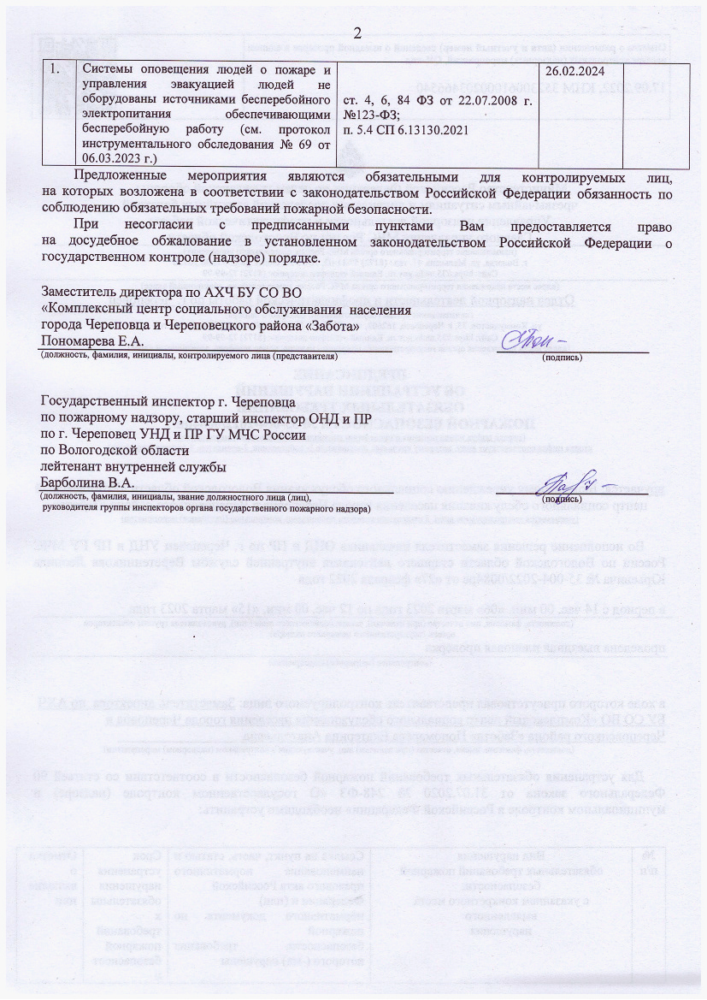 2
1.
Системы оповещения людей о пожаре и
управления эвакуацией людей не
оборудованы источниками бесперебойного
электропитания обеспечивающими
бесперебойную работу (см. протокол
инструментального обследования № 69 от
06.03.2023 г.)
ст. 4, 6, 84 ФЗ от 22.07.2008 г.
№123-ФЗ;
п. 5.4 СП 6.13130.2021
26.02.2024
Предложенные мероприятия являются обязательными для контролируемых лиц,
на которых возложена в соответствии с законодательством Российской Федерации обязанность по
соблюдению обязательных требований пожарной безопасности.
При несогласии с предписанными пунктами Вам предоставляется право
на досудебное обжалование в установленном законодательством Российской Федерации о
государственном контроле (надзоре) порядке.
Заместитель директора по АХЧ БУ СО ВО
«Комплексный центр социального обслуживания населения
города Череповца и Череповецкого района «Забота»
Пономарева Е.А.
(должность, фамилия, инициалы, контролируемого лица (представителя)
(подпись)
Государственный инспектор г. Череповца
по пожарному надзору, старший инспектор ОНД и ПР
по г. Череповец УНД и ПР ГУ МЧС России
по Вологодской области
лейтенант внутренней службы
Барболина В.А.
(должность, фамилия, инициалы, звание должностного лица (лиц),
руководителя группы инспекторов органа государственного пожарного надзора)
(подпись)